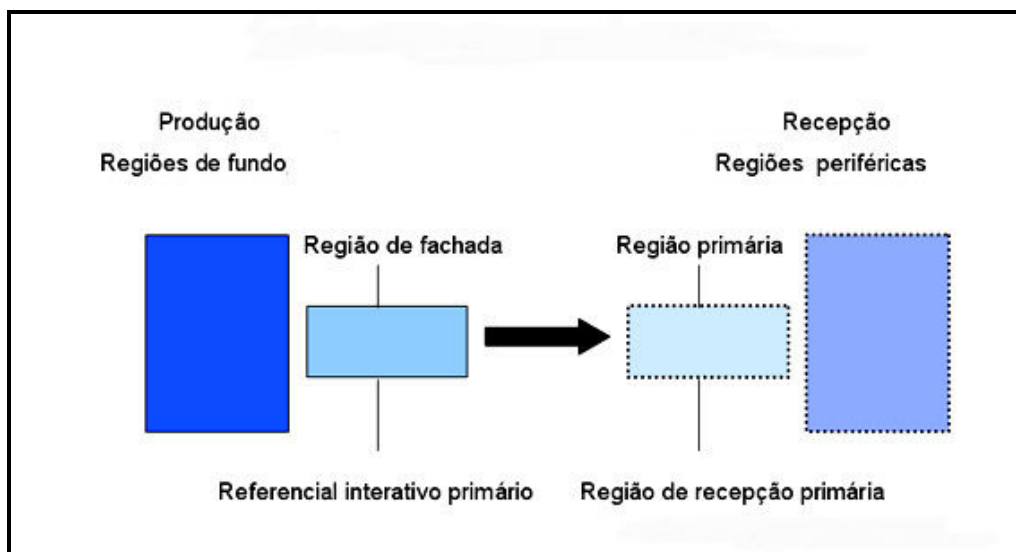 Produção
Regiões de fundo
Recepção
Regiões periféricas
Região de fachada
Região primária
Referencial interativo primário
Região de recepção primária